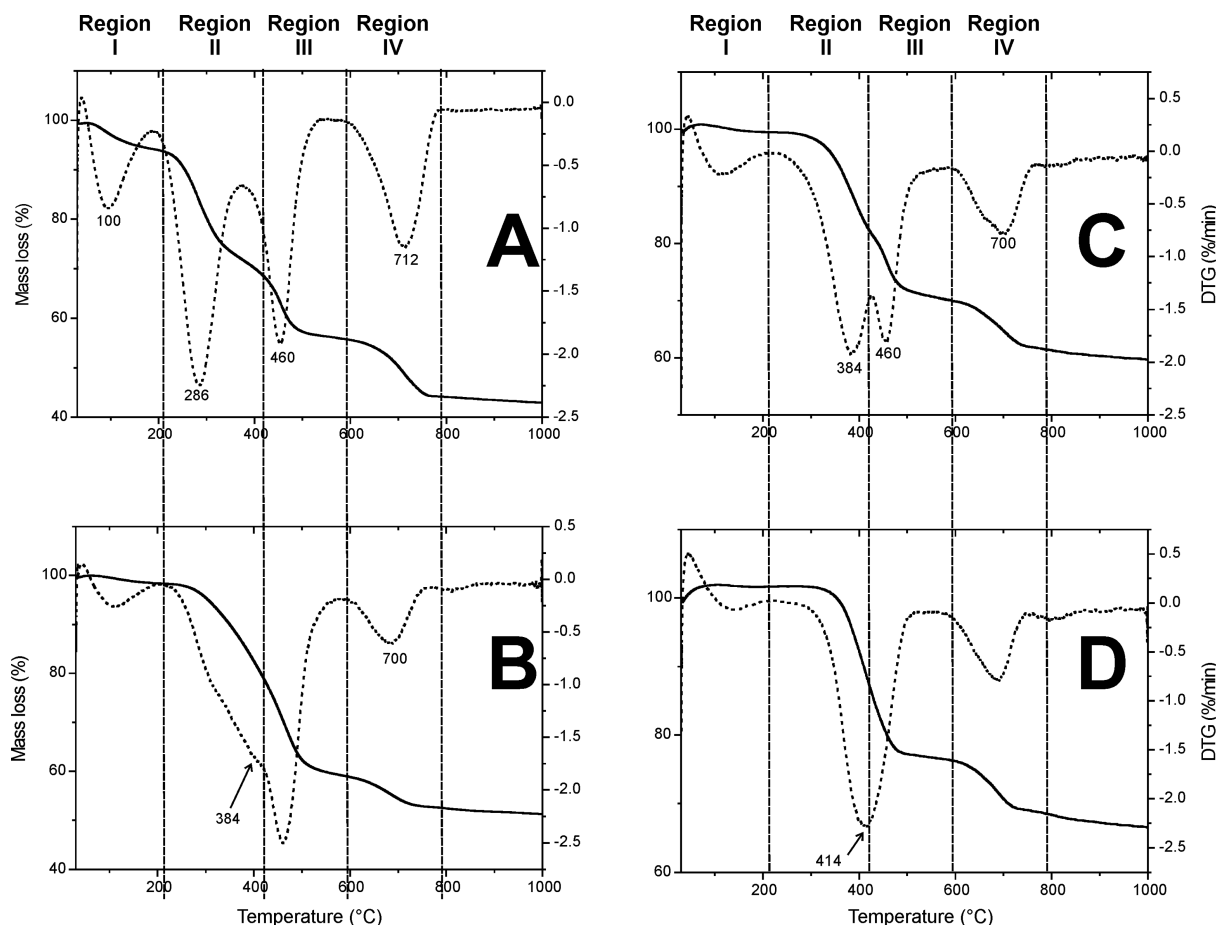 Region I
Region II
Region III
Region IV
Region I
Region II
Region III
Region IV
Mass loss (%)
100
80
60
40
0.0
-0.5
-1.0
-1.5
-2.0
-2.5
200 400 600 800 1000
100
286
460
712
A
100
80
60
0.5
0.0
-0.5
-1.0
-1.5
-2.0
-2.5
DTG (%/min)
200 400 600 800 1000
384
460
700
C
Mass loss (%)
100
80
60
40
0.5
0.0
-0.5
-1.0
-1.5
-2.0
-2.5
200 400 600 800 1000
Temperature (°C)
384
700
B
100
80
60
0.5
0.0
-0.5
-1.0
-1.5
-2.0
DTG (%/min)
200 400 600 800 1000
Temperature (°C)
414
D